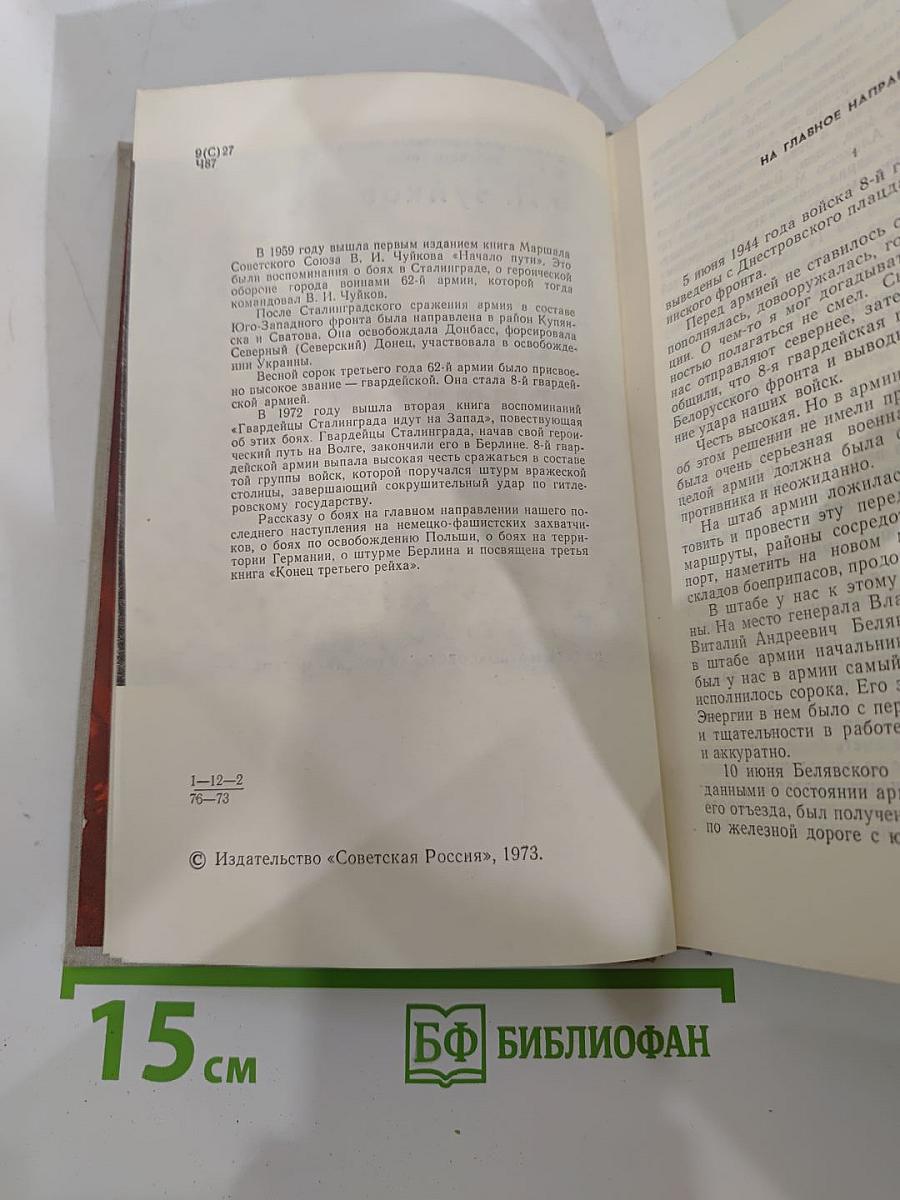 9(С)27
Ч87
В 1959 году вышла первым изданием книга Маршала
Советского Союза В. И. Чуйкова «Начало пути». Это
были воспоминания о боях в Сталинграде, о героической
обороне города воинами 62-й армии, которой тогда
командовал В. И. Чуйков.
После Сталинградского сражения армия в составе
Юго-Западного фронта была направлена в район Купян-
ска и Сватова. Она освобождала Донбасс, форсировала
Северный (Северский) Донец, участвовала в освобожде-
нии Украины.
Весной сорок третьего года 62-й армии было присвое-
но высокое звание — гвардейской. Она стала 8-й гвардей-
ской армией.
В 1972 году вышла вторая книга воспоминаний
«Гвардейцы Сталинграда идут на Запад», повествующая
об этих боях. Гвардейцы Сталинграда, начав свой герои-
ческий путь на Волге, закончили его в Берлине. 8-й гвар-
дейской армии выпала высокая честь сражаться в составе
той группы войск, которой поручался штурм вражеской
столицы, завершающий сокрушительный удар по гитле-
ровскому государству.
Рассказу о боях на главном направлении нашего по-
следнего наступления на немецко-фашистских захватчи-
ков, о боях по освобождению Польши, о боях на терри-
тории Германии, о штурме Берлина и посвящена третья
книга «Конец третьего рейха».
1—12—2
76—73
© Издательство «Советская Россия», 1973.
НА ГЛАВНОЕ НАПРАВ
1
5 июня 1944 года войска 8-й г
выведены с Днестровского плацд
инского фронта.
Перед армией не ставилось
пополнялась, довооружалась, го
ции. О чем-то я мог догадыват
ностью полагаться не смел. С
нас отправляют севернее, зате
общили, что 8-я гвардейская
Белорусского фронта и вывод
ние удара наших войск.
Честь высокая. Но в армии
об этом решении не имели пр
была очень серьезная военна
целой армии должна была
противника и неожиданно.
На штаб армии ложилас
товить и провести эту пере
маршруты, районы сосредо
порт, наметить на новом
складов боеприпасов, продо
В штабе у нас к этому
ны. На место генерала Вла
Виталий Андреевич Беляв
в штабе армии начальник
был у нас в армии самый
исполнилось сорока. Его
Энергии в нем было с пер
и тщательности в работе
и аккуратно.
10 июня Белявского
данными о состоянии ар
его отъезда, был получен
по железной дороге с ю
15 см
БФ БИБЛИОФАН